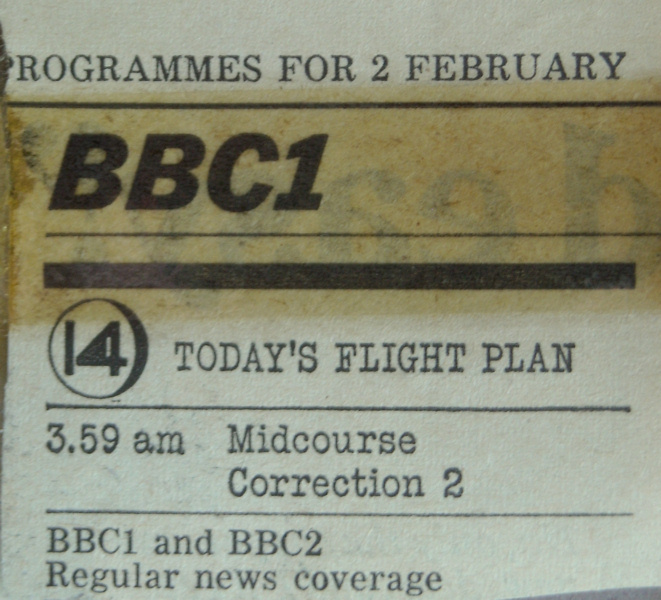 PROGRAMMES FOR 2 FEBRUARY
BBC1
14 TODAY'S FLIGHT PLAN
3.59 am Midcourse
Correction 2
BBC1 and BBC2
Regular news coverage